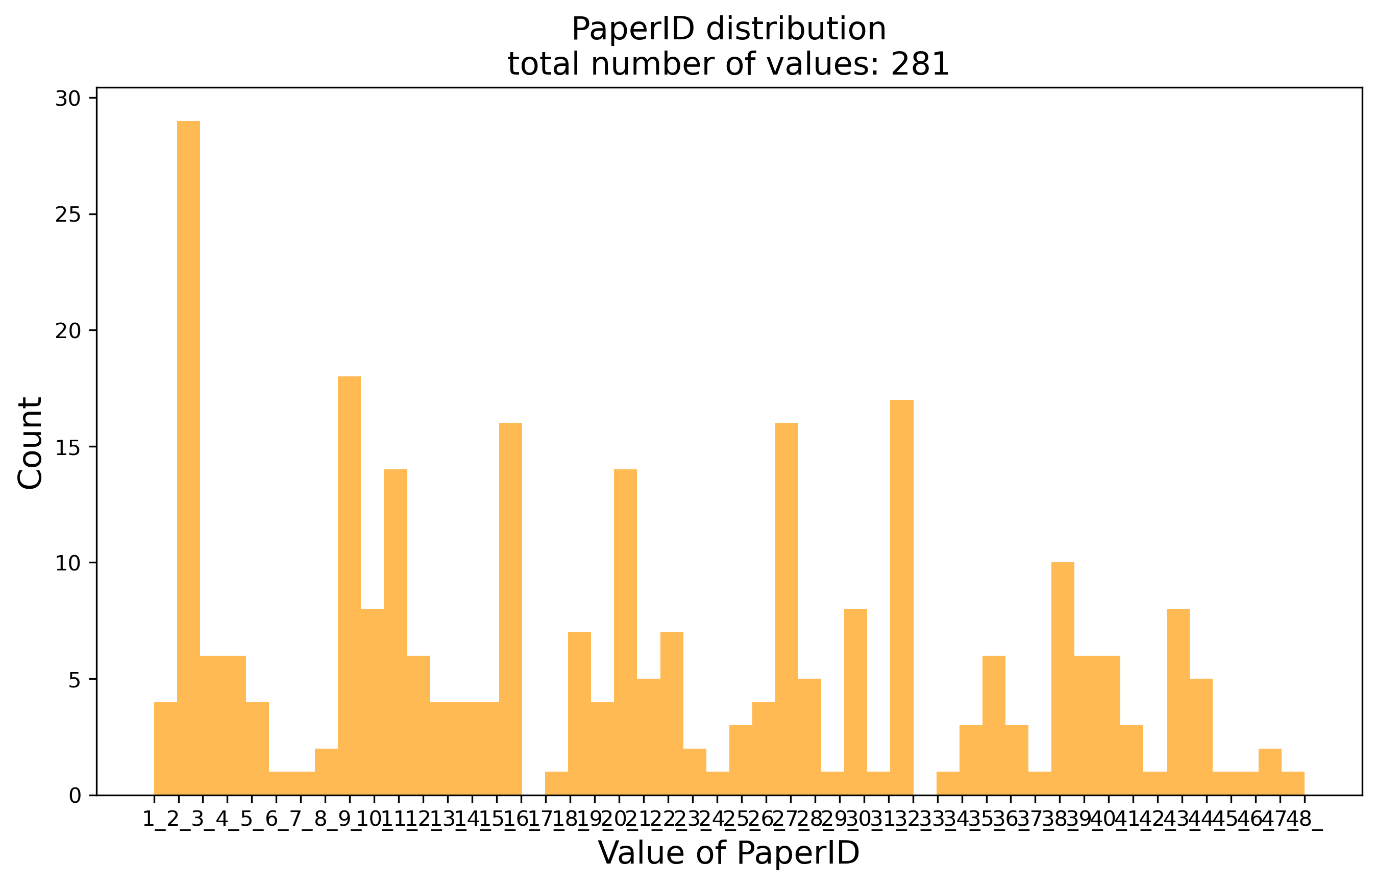 PaperID distribution
total number of values: 281
30
25
20
15
10
5
0
Count
1_2_3_4_5_6_7_8_9_10_11_12_13_14_15_16_17_18_19_20_21_22_23_24_25_26_27_28_29_30_31_32_33_34_35_36_37_38_39_40_41_42_43_44_45_46_47_48_
Value of PaperID